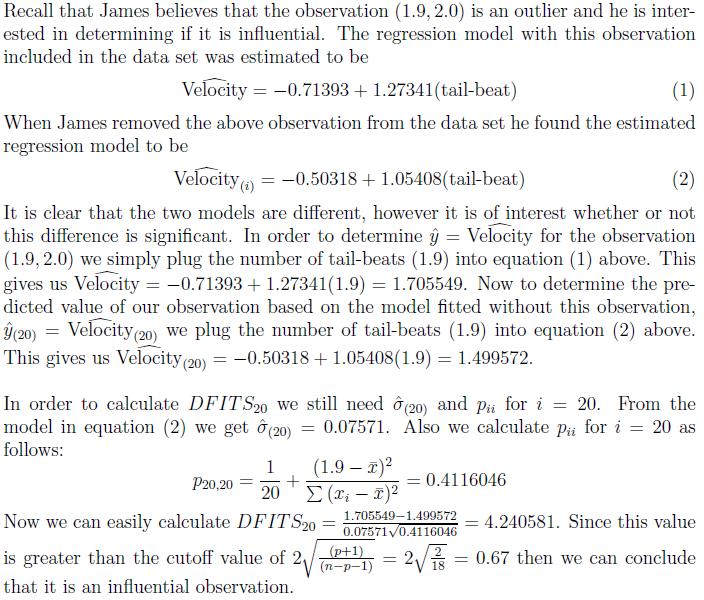 Recall that James believes that the observation (1.9, 2.0) is an outlier and he is inter-
ested in determining if it is influential. The regression model with this observation
included in the data set was estimated to be
$\widehat{\text{Velocity}} = -0.71393 + 1.27341(\text{tail-beat})$ (1)
When James removed the above observation from the data set he found the estimated
regression model to be
$\widehat{\text{Velocity}}_{(i)} = -0.50318 + 1.05408(\text{tail-beat})$ (2)
It is clear that the two models are different, however it is of interest whether or not
this difference is significant. In order to determine $\hat{y} = \widehat{\text{Velocity}}$ for the observation
(1.9, 2.0) we simply plug the number of tail-beats (1.9) into equation (1) above. This
gives us $\widehat{\text{Velocity}} = -0.71393 + 1.27341(1.9) = 1.705549$. Now to determine the pre-
dicted value of our observation based on the model fitted without this observation,
$\hat{y}_{(20)} = \widehat{\text{Velocity}}_{(20)}$ we plug the number of tail-beats (1.9) into equation (2) above.
This gives us $\widehat{\text{Velocity}}_{(20)} = -0.50318 + 1.05408(1.9) = 1.499572$.
In order to calculate $DFITS_{20}$ we still need $\hat{\sigma}_{(20)}$ and $p_{ii}$ for $i = 20$. From the
model in equation (2) we get $\hat{\sigma}_{(20)} = 0.07571$. Also we calculate $p_{ii}$ for $i = 20$ as
follows:
$p_{20,20} = \frac{1}{20} + \frac{(1.9 - \bar{x})^2}{\sum (x_i - \bar{x})^2} = 0.4116046$
Now we can easily calculate $DFITS_{20} = \frac{1.705549 - 1.499572}{0.07571\sqrt{0.4116046}} = 4.240581$. Since this value
is greater than the cutoff value of $2\sqrt{\frac{(p+1)}{(n-p-1)}} = 2\sqrt{\frac{2}{18}} = 0.67$ then we can conclude
that it is an influential observation.